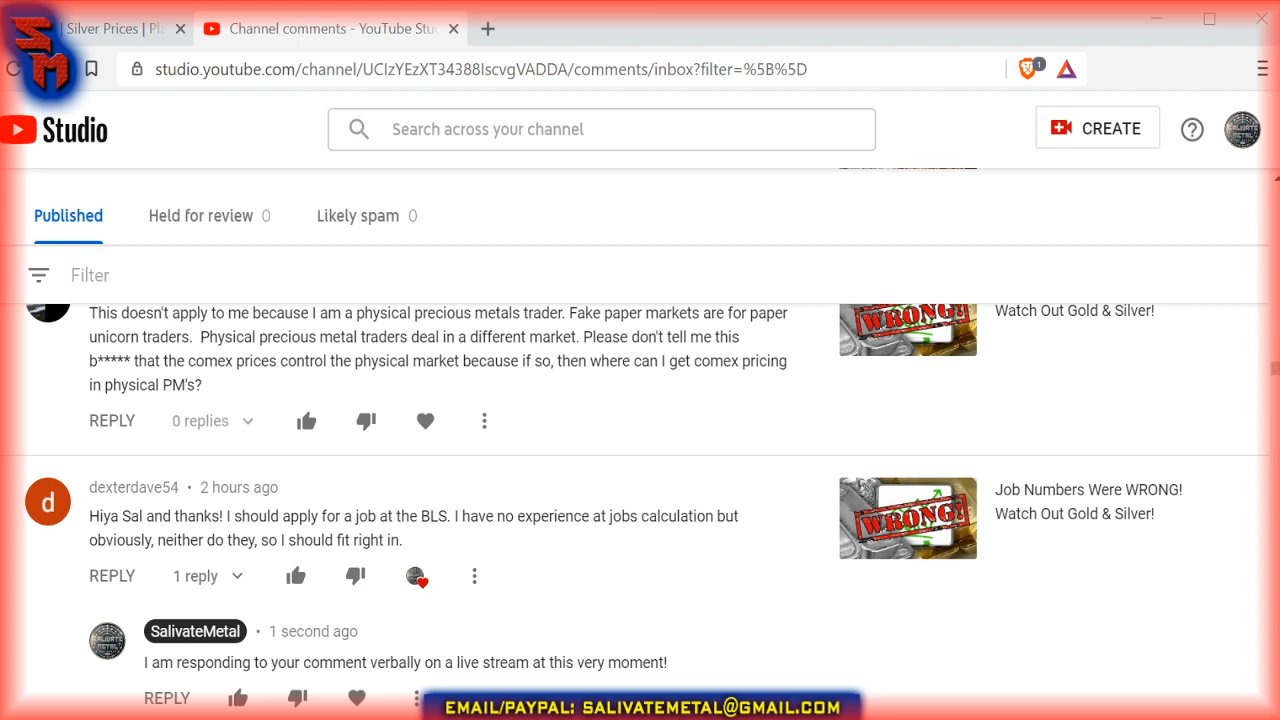 SM
| Silver Prices | Pl
Channel comments - YouTube Stu
studio.youtube.com/channel/UClzYEzXT34388lscvgVADDA/comments/inbox?filter=%5B%5D
1
Studio
Search across your channel
CREATE
Published
Held for review 0
Likely spam 0
Filter
This doesn't apply to me because I am a physical precious metals trader. Fake paper markets are for paper
unicorn traders. Physical precious metal traders deal in a different market. Please don't tell me this
b***** that the comex prices control the physical market because if so, then where can I get comex pricing
in physical PM's?
WRONG!
Watch Out Gold & Silver!
REPLY
0 replies
d
dexterdave54 • 2 hours ago
Hiya Sal and thanks! I should apply for a job at the BLS. I have no experience at jobs calculation but
obviously, neither do they, so I should fit right in.
WRONG!
Job Numbers Were WRONG!
Watch Out Gold & Silver!
REPLY
1 reply
SalivateMetal • 1 second ago
I am responding to your comment verbally on a live stream at this very moment!
REPLY
EMAIL/PAYPAL: SALIVATEMETAL@GMAIL.COM